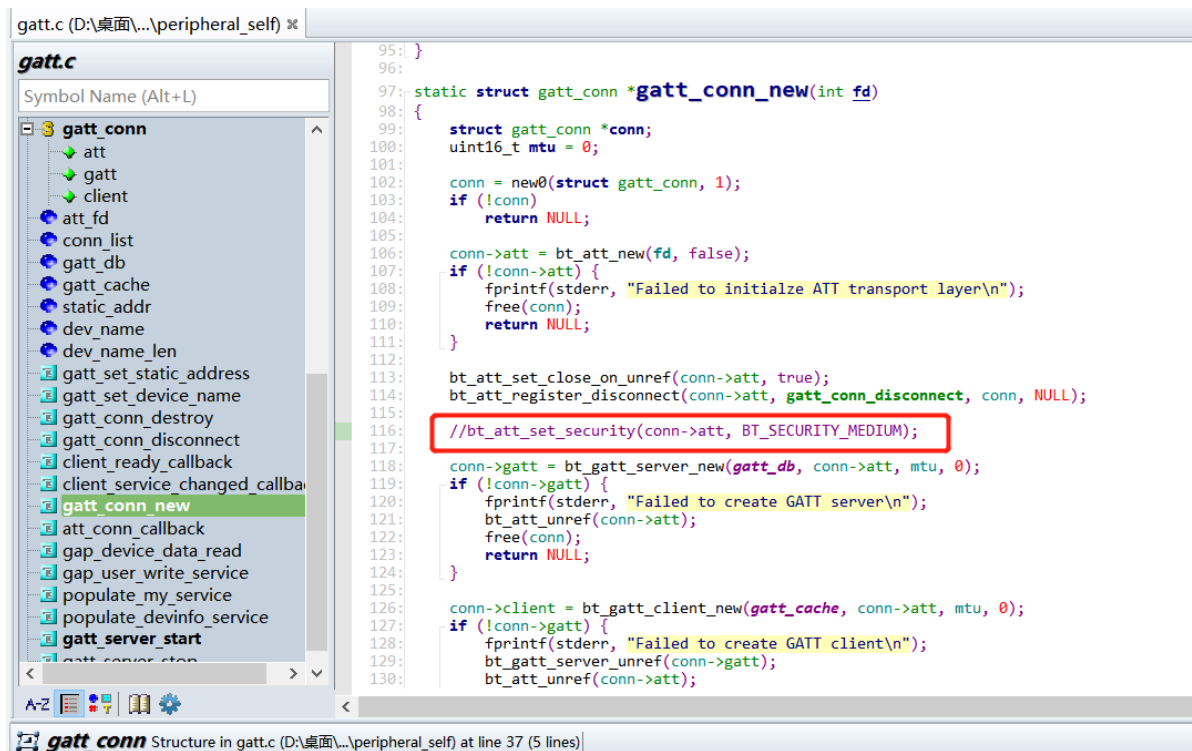 gatt.c (D:\桌面\...\peripheral_self)
gatt.c
Symbol Name (Alt+L)
gatt_conn
att
gatt
client
att_fd
conn_list
gatt_db
gatt_cache
static_addr
dev_name
dev_name_len
gatt_set_static_address
gatt_set_device_name
gatt_conn_destroy
gatt_conn_disconnect
client_ready_callback
client_service_changed_callba
gatt_conn_new
att_conn_callback
gap_device_data_read
gap_user_write_service
populate_my_service
populate_devinfo_service
gatt_server_start
gatt_server_stop
A-Z
95: }
96:
97: static struct gatt_conn *gatt_conn_new(int fd)
98: {
99: struct gatt_conn *conn;
100: uint16_t mtu = 0;
101:
102: conn = new0(struct gatt_conn, 1);
103: if (!conn)
104: return NULL;
105:
106: conn->att = bt_att_new(fd, false);
107: if (!conn->att) {
108: fprintf(stderr, "Failed to initialze ATT transport layer\n");
109: free(conn);
110: return NULL;
111: }
112:
113: bt_att_set_close_on_unref(conn->att, true);
114: bt_att_register_disconnect(conn->att, gatt_conn_disconnect, conn, NULL);
115:
116: //bt_att_set_security(conn->att, BT_SECURITY_MEDIUM);
117:
118: conn->gatt = bt_gatt_server_new(gatt_db, conn->att, mtu, 0);
119: if (!conn->gatt) {
120: fprintf(stderr, "Failed to create GATT server\n");
121: bt_att_unref(conn->att);
122: free(conn);
123: return NULL;
124: }
125:
126: conn->client = bt_gatt_client_new(gatt_cache, conn->att, mtu, 0);
127: if (!conn->gatt) {
128: fprintf(stderr, "Failed to create GATT client\n");
129: bt_gatt_server_unref(conn->gatt);
130: bt_att_unref(conn->att);
gatt_conn Structure in gatt.c (D:\桌面\...\peripheral_self) at line 37 (5 lines)